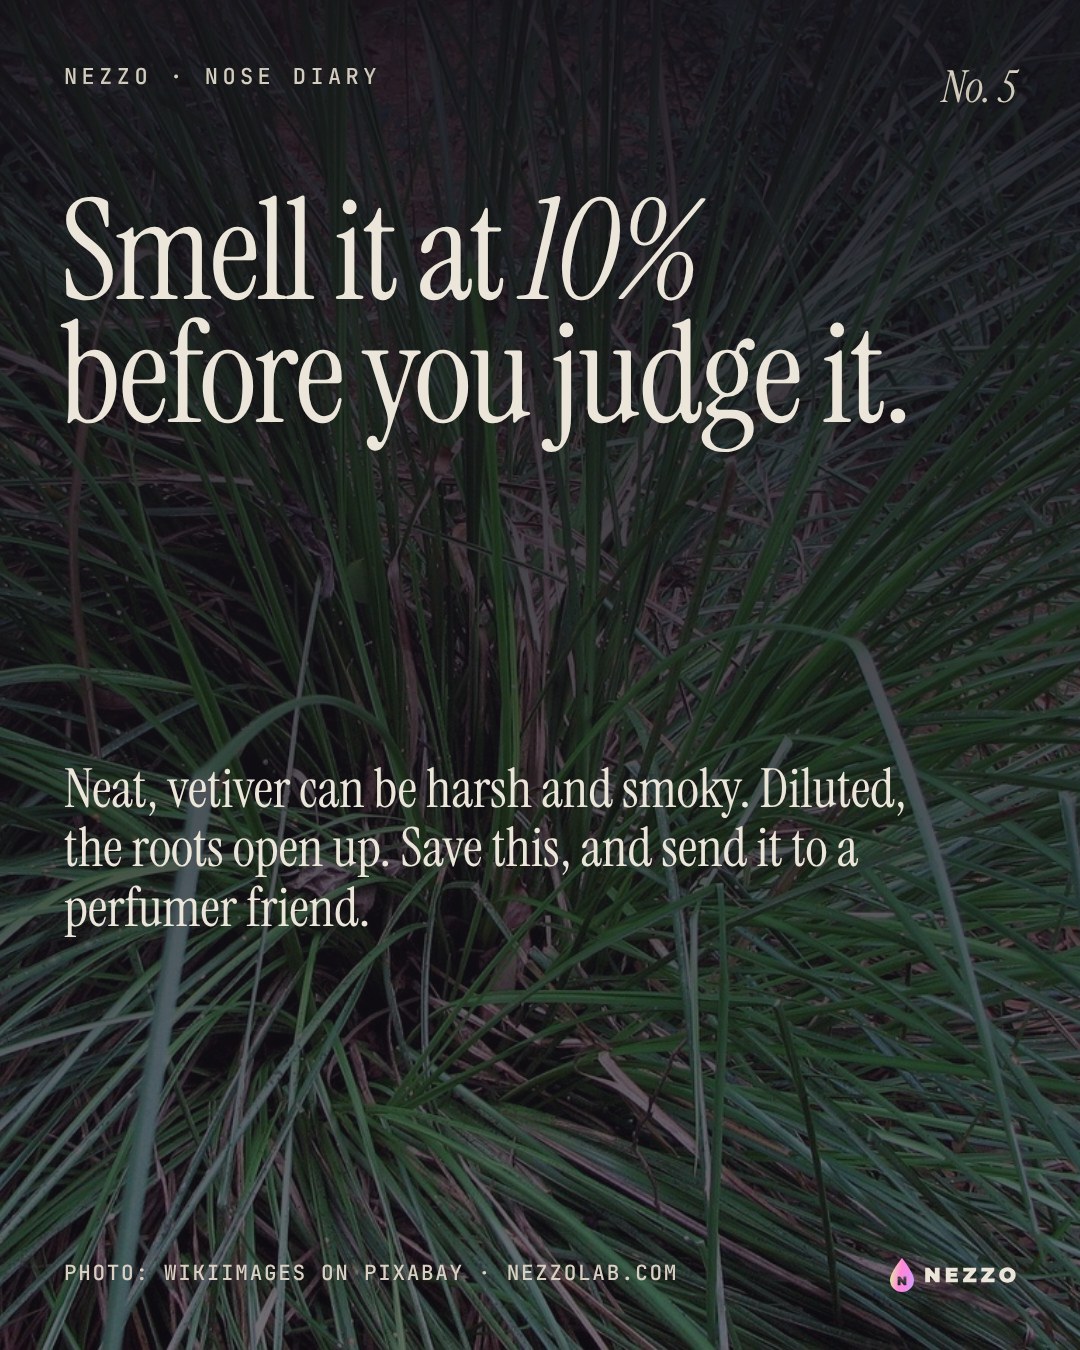 NEZZO · NOSE DIARY
No. 5
Smell it at 10%
before you judge it.
Neat, vetiver can be harsh and smoky. Diluted,
the roots open up. Save this, and send it to a
perfumer friend.
PHOTO: WIKIIMAGES ON PIXABAY · NEZZOLAB.COM
N NEZZO